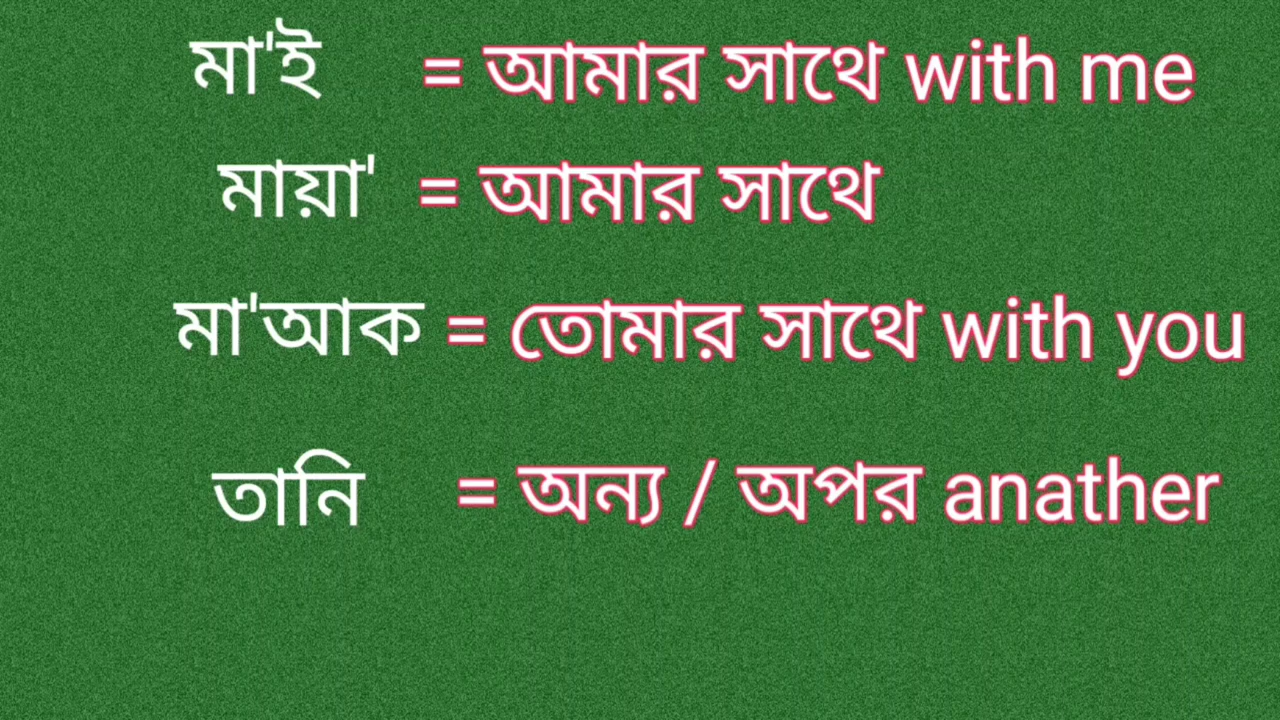 মা'ই = আমার সাথে with me
মায়া' = আমার সাথে
মা'আক = তোমার সাথে with you
তানি = অন্য / অপর anather